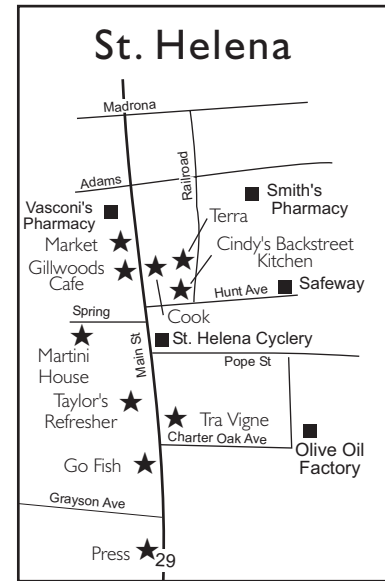 St. Helena
Madrona
Adams
Railroad
Smith's
Pharmacy
Vasconi's
Pharmacy
Terra
Market
Cindy's Backstreet
Kitchen
Gillwoods
Cafe
Hunt Ave
Safeway
Spring
Cook
Main St
St. Helena Cyclery
Martini
House
Pope St
Taylor's
Refresher
Tra Vigne
Charter Oak Ave
Olive Oil
Factory
Go Fish
Grayson Ave
Press
29